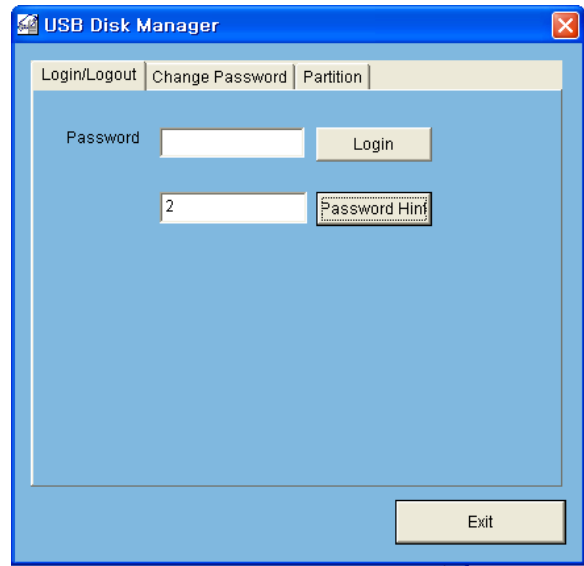 USB Disk Manager
Login/Logout Change Password Partition
Password Login
2 Password Hint
Exit